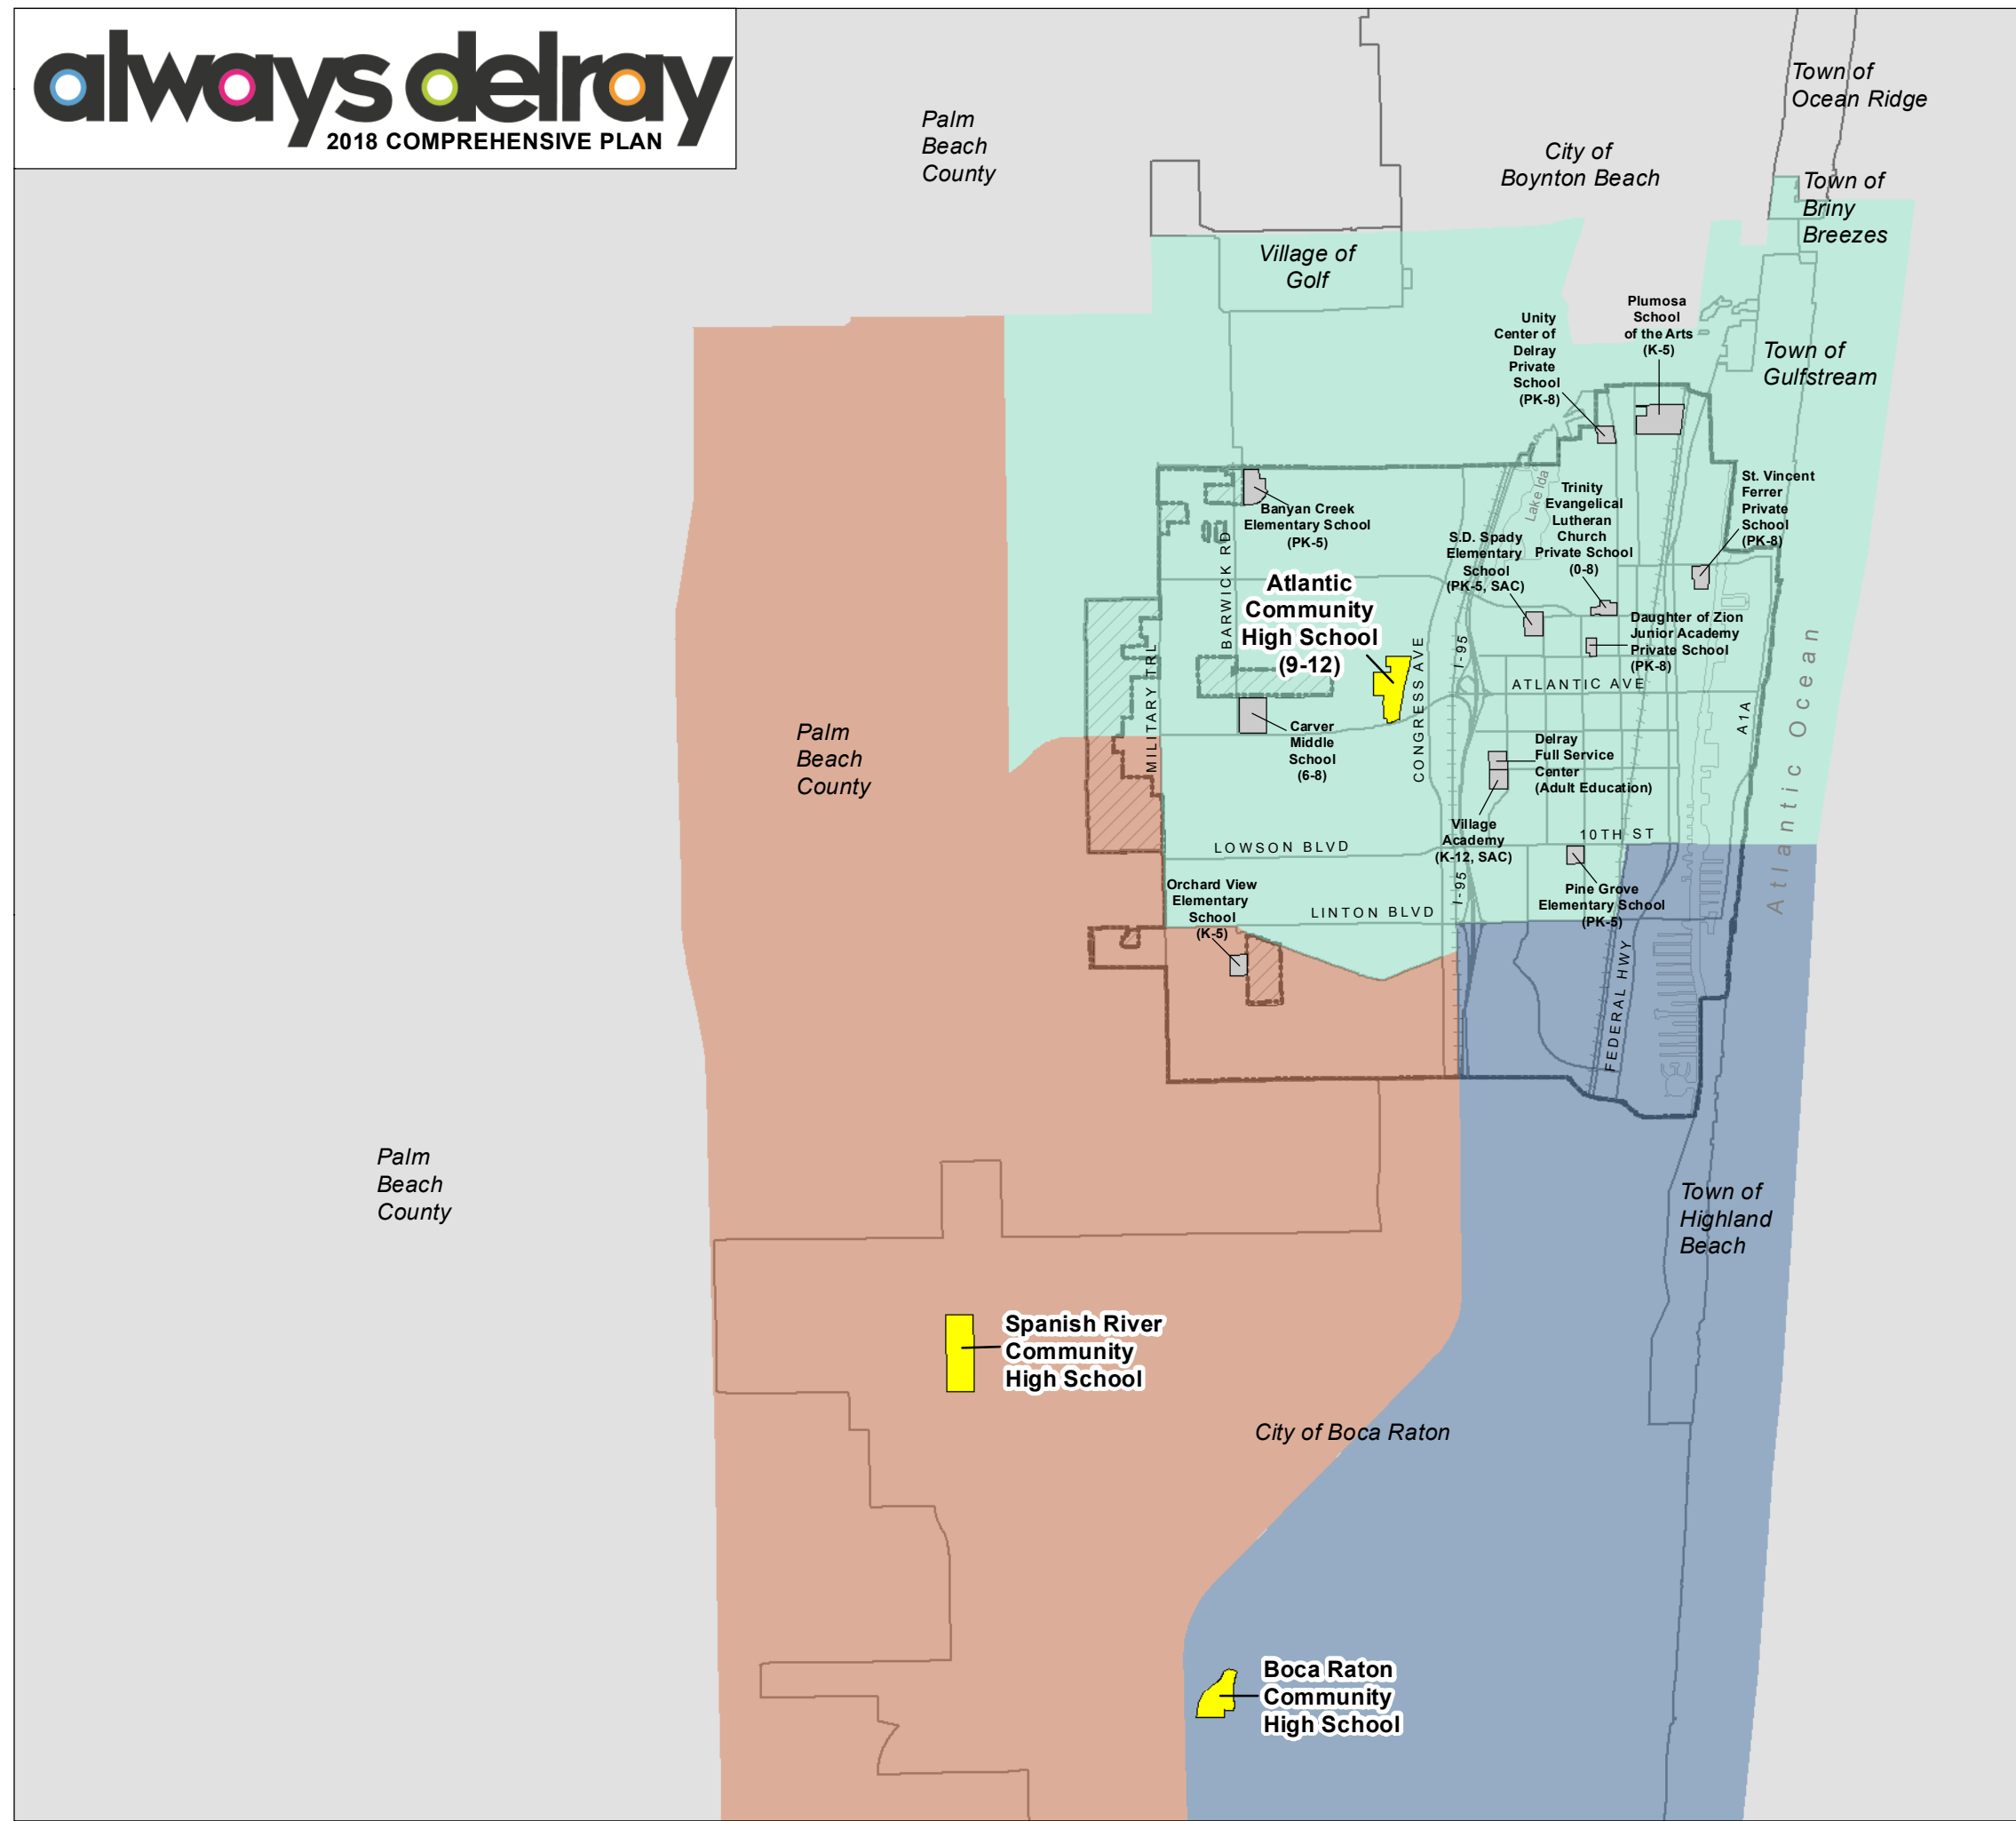 always delray
2018 COMPREHENSIVE PLAN
Town of
Ocean Ridge
Palm
Beach
County
City of
Boynton Beach
Town of
Briny
Breezes
Village of
Golf
Plumosa
School
of the Arts
(K-5)
Unity
Center of
Delray
Private
School
(PK-8)
Town of
Gulfstream
St. Vincent
Ferrer
Private
School
(PK-8)
Lake Ida
Trinity
Evangelical
Lutheran
Church
Private School
(0-8)
Banyan Creek
Elementary School
(PK-5)
S.D. Spady
Elementary
School
(PK-5, SAC)
BARWICK RD
Atlantic
Community
High School
(9-12)
Daughter of Zion
Junior Academy
Private School
(PK-8)
I-95
CONGRESS AVE
MILITARY TRL
ATLANTIC AVE
A1A
Atlantic Ocean
Palm
Beach
County
Carver
Middle
School
(6-8)
Delray
Full Service
Center
(Adult Education)
Village
Academy
(K-12, SAC)
10TH ST
LOWSON BLVD
I-95
Orchard View
Elementary
School
(K-5)
Pine Grove
Elementary School
(PK-5)
LINTON BLVD
FEDERAL HWY
Palm
Beach
County
Town of
Highland
Beach
Spanish River
Community
High School
City of Boca Raton
Boca Raton
Community
High School